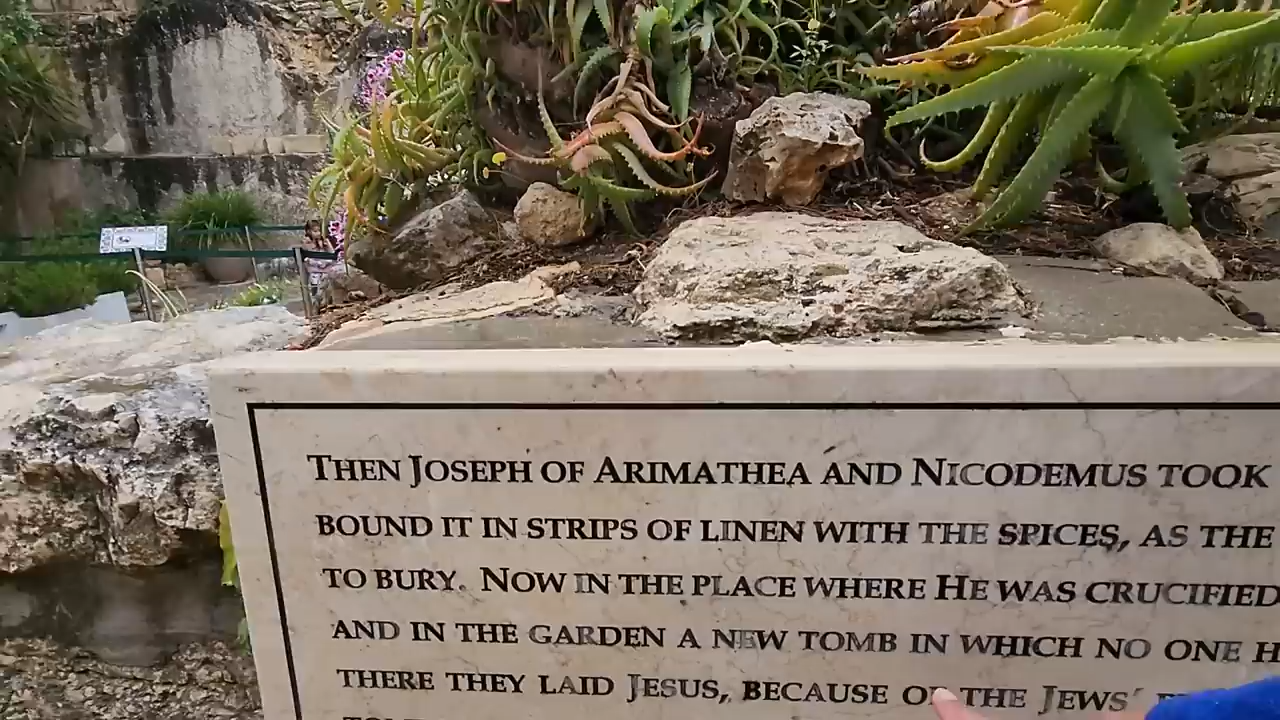 THEN JOSEPH OF ARIMATHEA AND NICODEMUS TOOK
BOUND IT IN STRIPS OF LINEN WITH THE SPICES, AS THE
TO BURY. NOW IN THE PLACE WHERE HE WAS CRUCIFIED
AND IN THE GARDEN A NEW TOMB IN WHICH NO ONE H
THERE THEY LAID JESUS, BECAUSE OF THE JEWS'